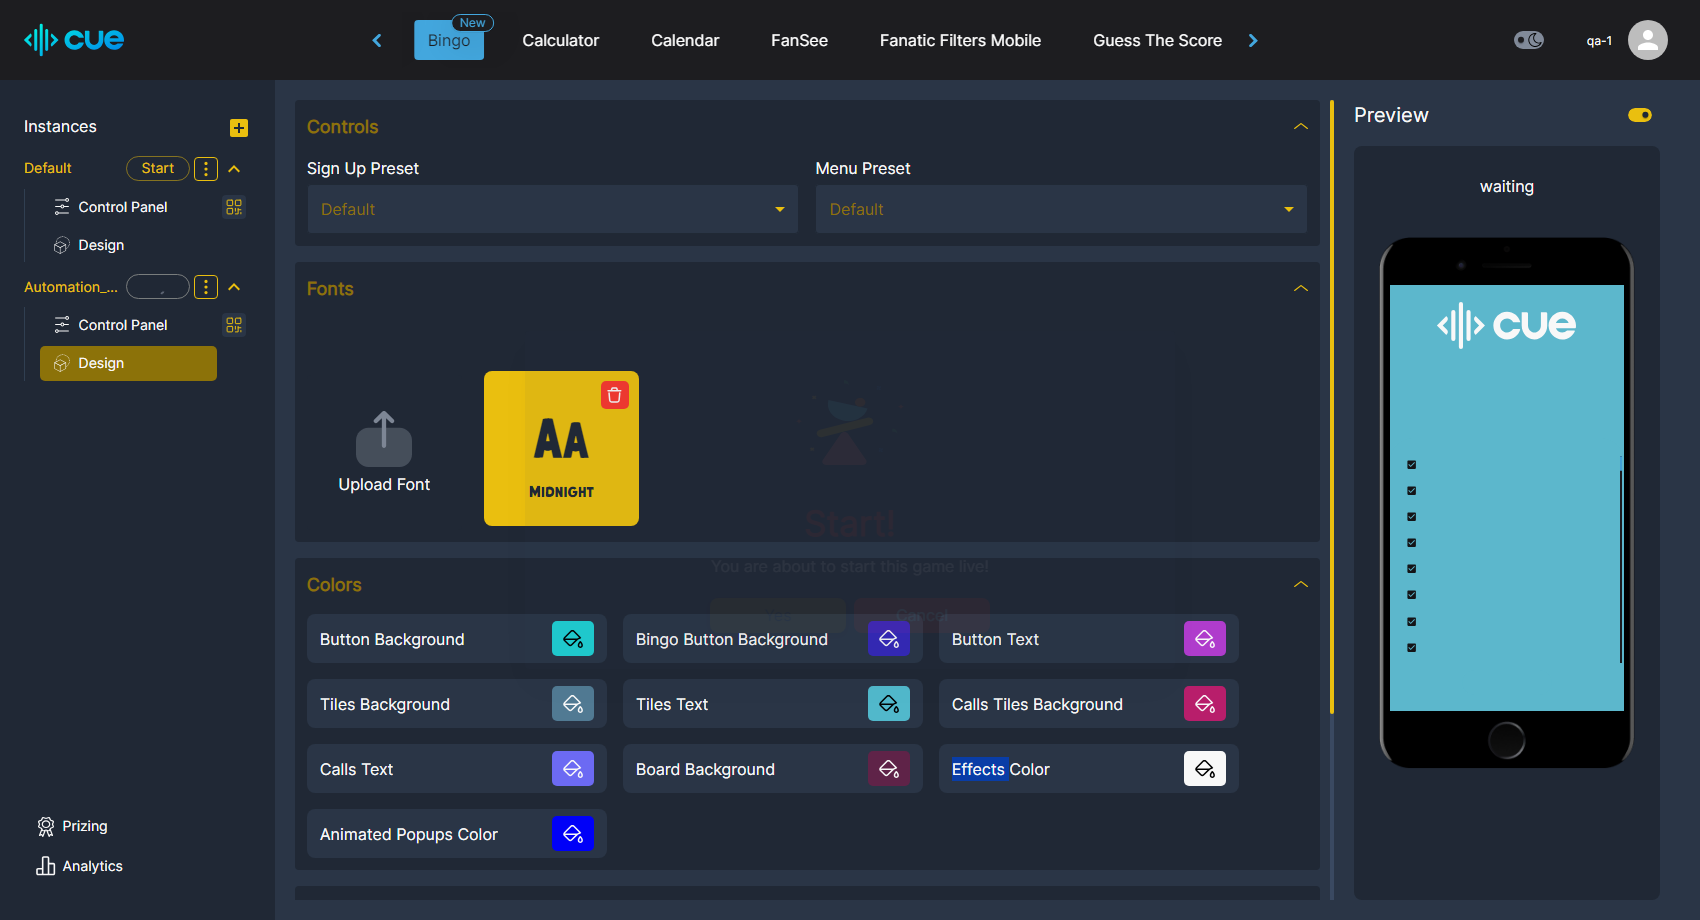 cue
Bingo
New
Calculator
Calendar
FanSee
Fanatic Filters Mobile
Guess The Score
qa-1
Instances
Default
Start
Control Panel
Design
Automation_...
Control Panel
Design
Prizing
Analytics
Controls
Sign Up Preset
Menu Preset
Default
Default
Fonts
Upload Font
AA
MIDNIGHT
Start!
You are about to start this game live!
Cancel
Colors
Button Background
Bingo Button Background
Button Text
Tiles Background
Tiles Text
Calls Tiles Background
Calls Text
Board Background
Effects Color
Animated Popups Color
Preview
waiting
cue